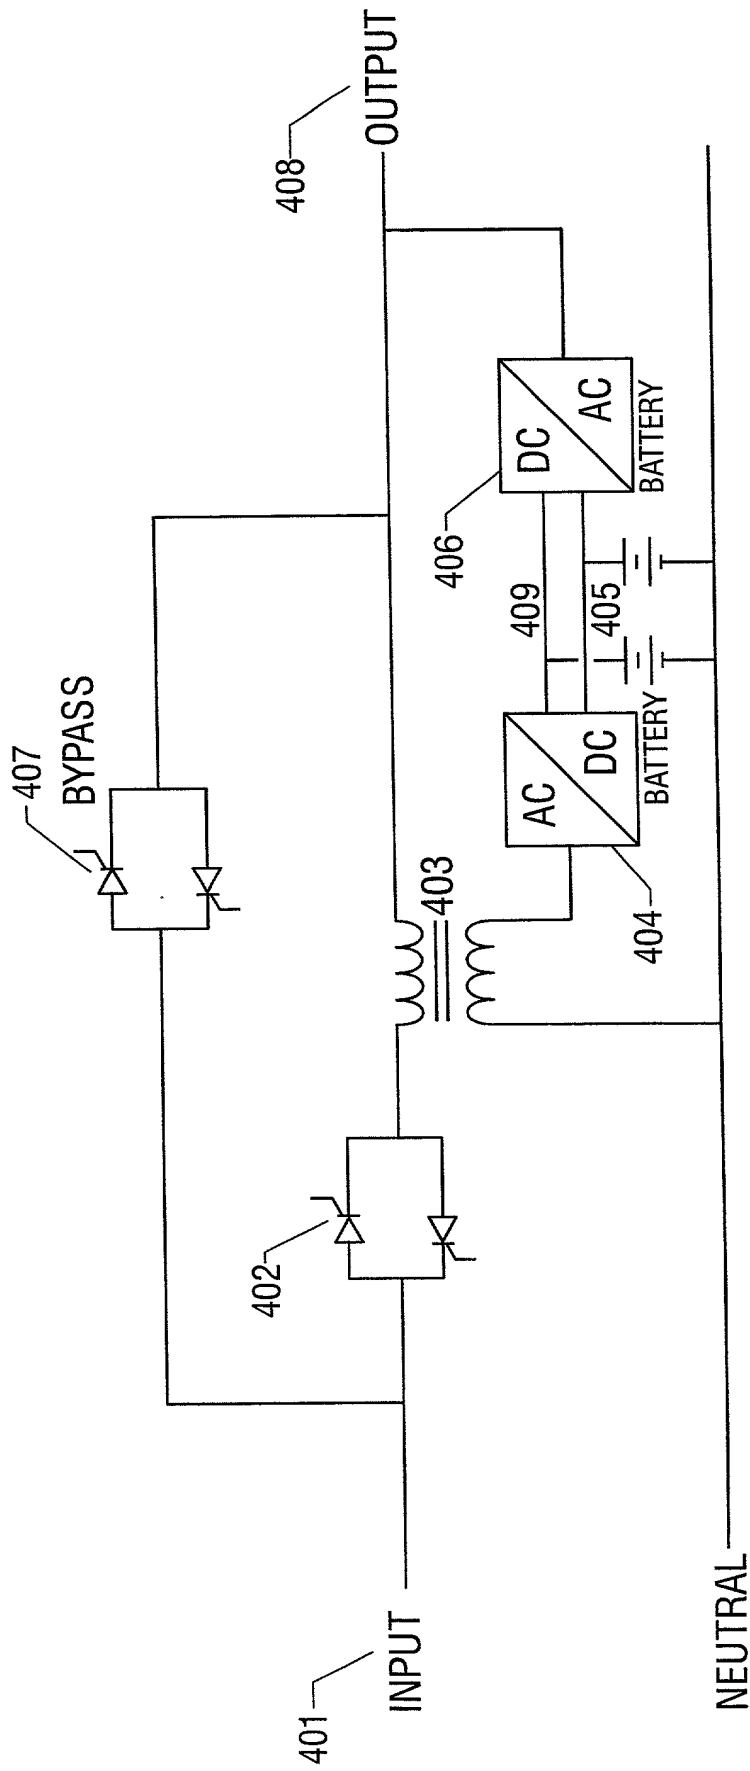 407
BYPASS
408
OUTPUT
402
403
401
INPUT
406
409
405
DC
AC
BATTERY
AC
DC
BATTERY
404
NEUTRAL